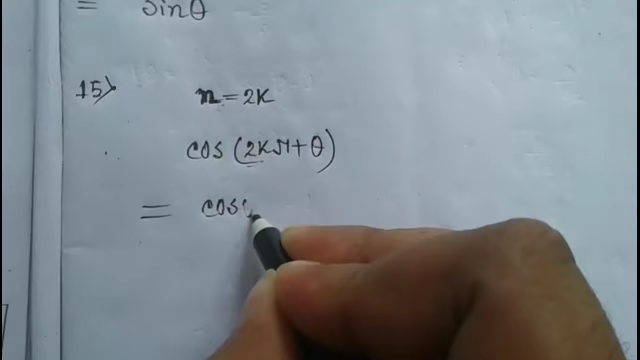 = sinθ
15>
n = 2K
cos (2Kπ+θ)
= cos